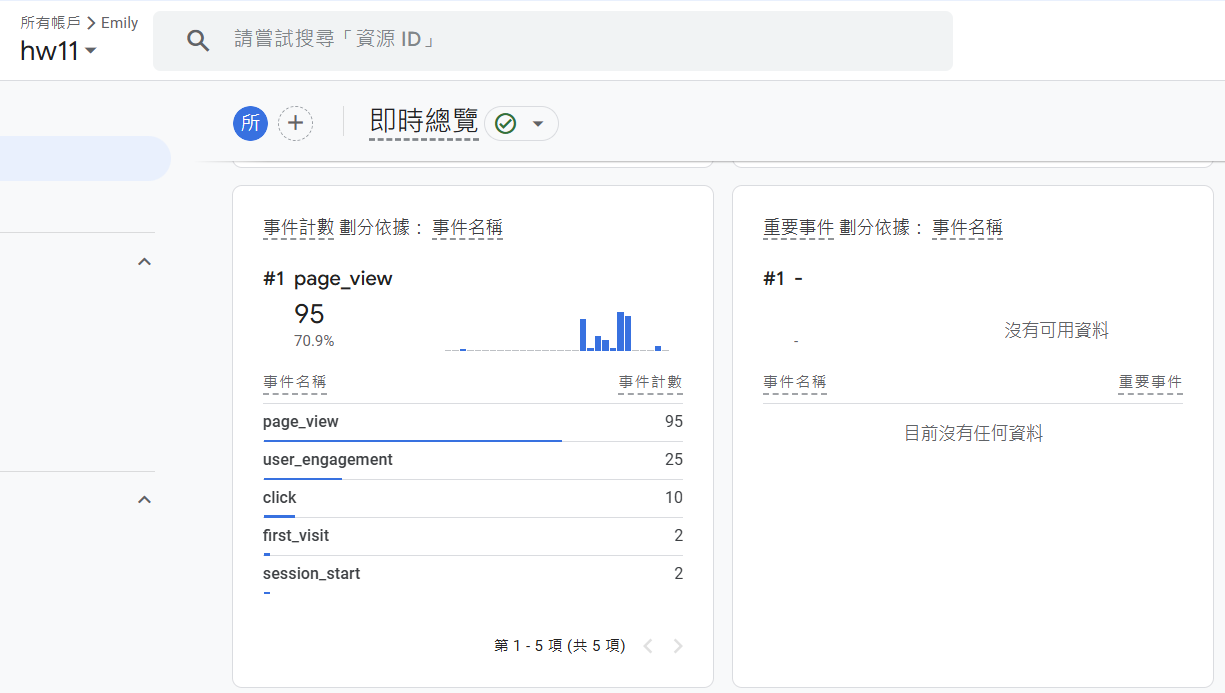 所有帳戶 > Emily
hw11
請嘗試搜尋「資源 ID」
所
即時總覽
事件計數 劃分依據： 事件名稱
#1 page_view
95
70.9%
事件名稱 事件計數
page_view 95
user_engagement 25
click 10
first_visit 2
session_start 2
第 1 - 5 項 (共 5 項)
重要事件 劃分依據： 事件名稱
#1 -
沒有可用資料
-
事件名稱 重要事件
目前沒有任何資料